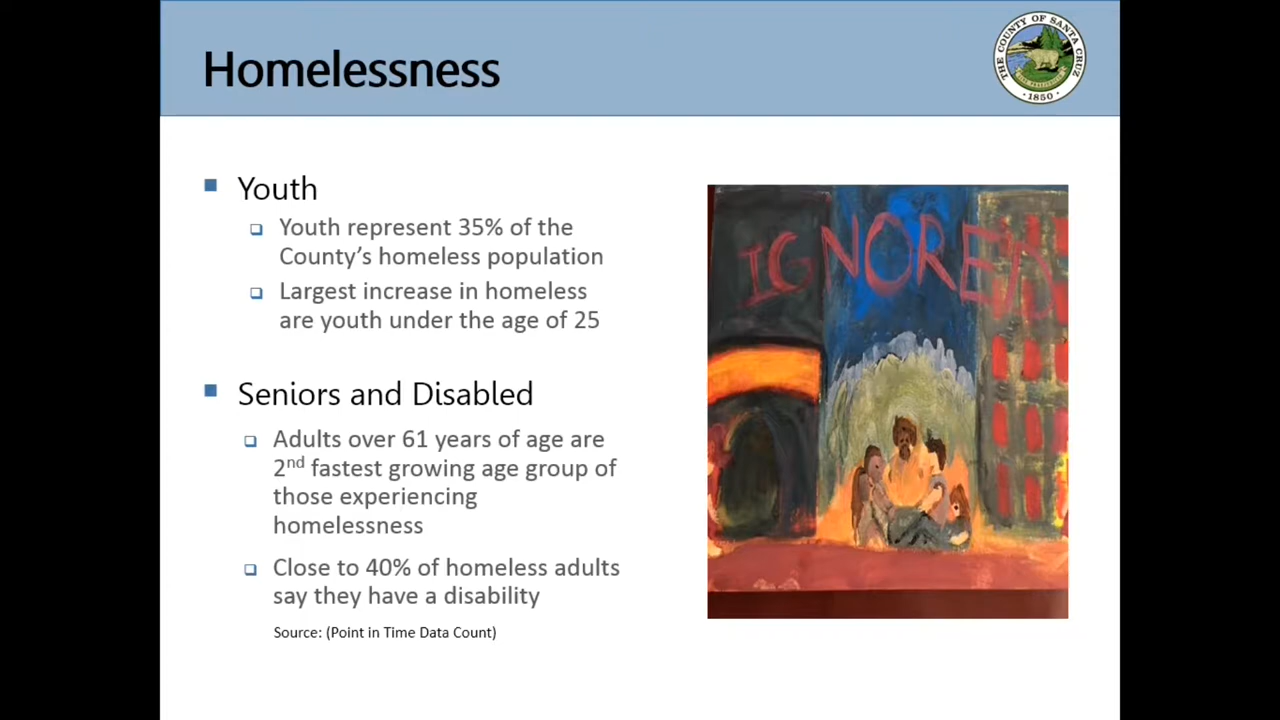 Homelessness
THE COUNTY OF SANTA CRUZ
1850
Youth
Youth represent 35% of the
County's homeless population
Largest increase in homeless
are youth under the age of 25
Seniors and Disabled
Adults over 61 years of age are
2nd fastest growing age group of
those experiencing
homelessness
Close to 40% of homeless adults
say they have a disability
Source: (Point in Time Data Count)
IGNORED